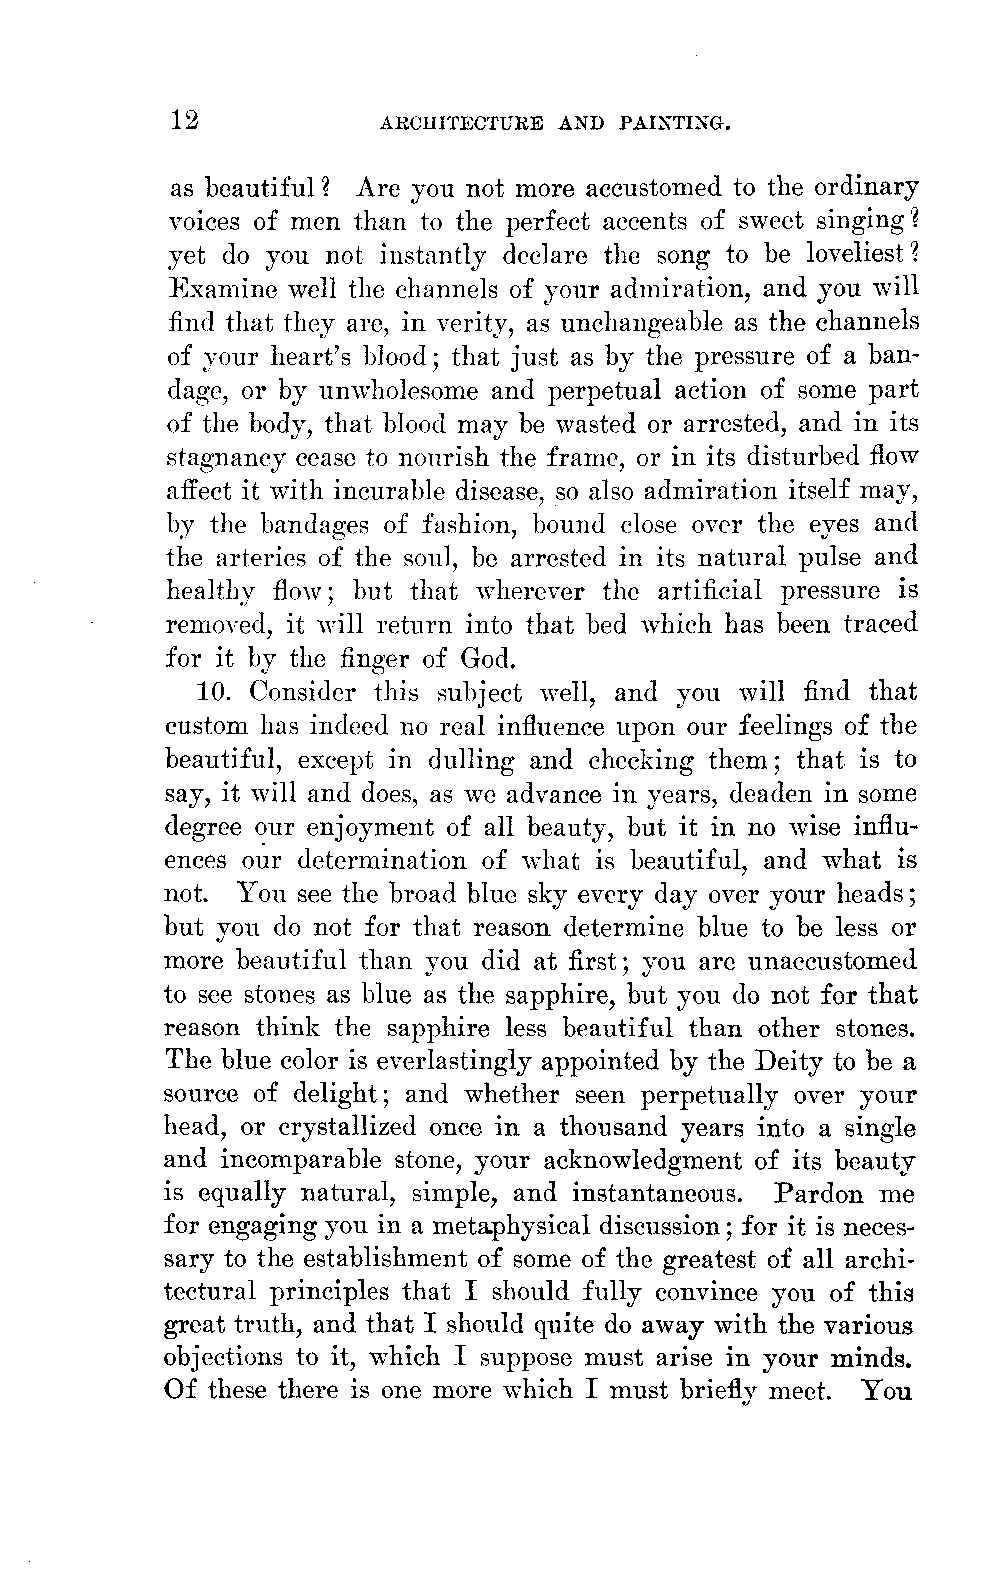 12 ARCHITECTURE AND PAINTING.
as beautiful? Are you not more accustomed to the ordinary
voices of men than to the perfect accents of sweet singing?
yet do you not instantly declare the song to be loveliest?
Examine well the channels of your admiration, and you will
find that they are, in verity, as unchangeable as the channels
of your heart's blood; that just as by the pressure of a ban-
dage, or by unwholesome and perpetual action of some part
of the body, that blood may be wasted or arrested, and in its
stagnancy cease to nourish the frame, or in its disturbed flow
affect it with incurable disease, so also admiration itself may,
by the bandages of fashion, bound close over the eyes and
the arteries of the soul, be arrested in its natural pulse and
healthy flow; but that wherever the artificial pressure is
removed, it will return into that bed which has been traced
for it by the finger of God.
10. Consider this subject well, and you will find that
custom has indeed no real influence upon our feelings of the
beautiful, except in dulling and checking them; that is to
say, it will and does, as we advance in years, deaden in some
degree our enjoyment of all beauty, but it in no wise influ-
ences our determination of what is beautiful, and what is
not. You see the broad blue sky every day over your heads;
but you do not for that reason determine blue to be less or
more beautiful than you did at first; you are unaccustomed
to see stones as blue as the sapphire, but you do not for that
reason think the sapphire less beautiful than other stones.
The blue color is everlastingly appointed by the Deity to be a
source of delight; and whether seen perpetually over your
head, or crystallized once in a thousand years into a single
and incomparable stone, your acknowledgment of its beauty
is equally natural, simple, and instantaneous. Pardon me
for engaging you in a metaphysical discussion; for it is neces-
sary to the establishment of some of the greatest of all archi-
tectural principles that I should fully convince you of this
great truth, and that I should quite do away with the various
objections to it, which I suppose must arise in your minds.
Of these there is one more which I must briefly meet. You